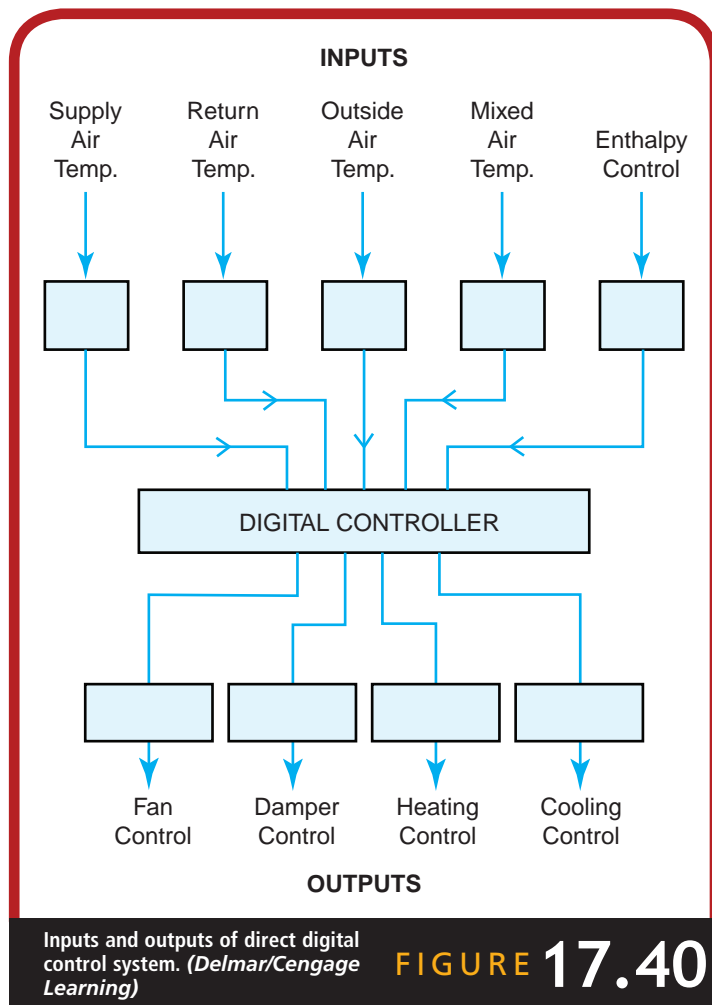 INPUTS
Supply
Air
Temp.
Return
Air
Temp.
Outside
Air
Temp.
Mixed
Air
Temp.
Enthalpy
Control
DIGITAL CONTROLLER
Fan
Control
Damper
Control
Heating
Control
Cooling
Control
OUTPUTS
Inputs and outputs of direct digital
control system. (Delmar/Cengage
Learning)
FIGURE 17.40